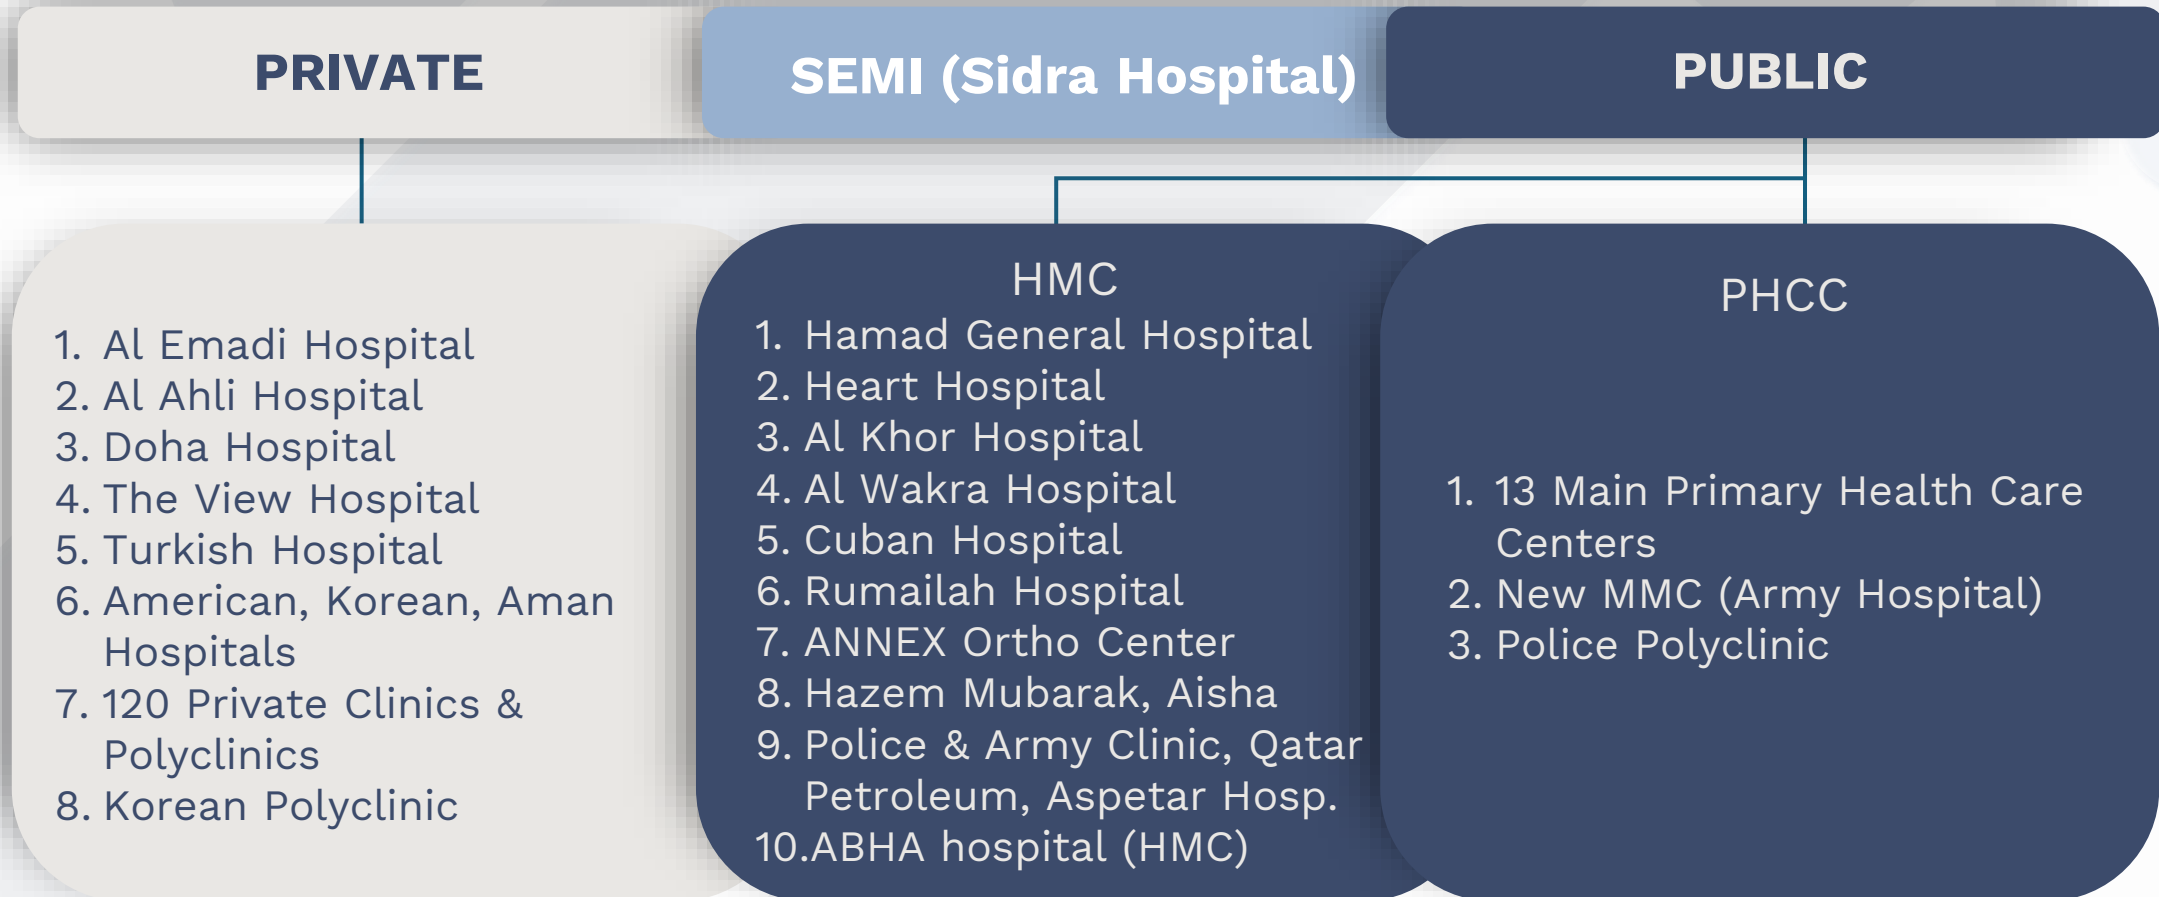 PRIVATE
SEMI (Sidra Hospital)
PUBLIC
1. Al Emadi Hospital
2. Al Ahli Hospital
3. Doha Hospital
4. The View Hospital
5. Turkish Hospital
6. American, Korean, Aman
Hospitals
7. 120 Private Clinics &
Polyclinics
8. Korean Polyclinic
HMC
1. Hamad General Hospital
2. Heart Hospital
3. Al Khor Hospital
4. Al Wakra Hospital
5. Cuban Hospital
6. Rumailah Hospital
7. ANNEX Ortho Center
8. Hazem Mubarak, Aisha
9. Police & Army Clinic, Qatar
Petroleum, Aspetar Hosp.
10.ABHA hospital (HMC)
PHCC
1. 13 Main Primary Health Care
Centers
2. New MMC (Army Hospital)
3. Police Polyclinic